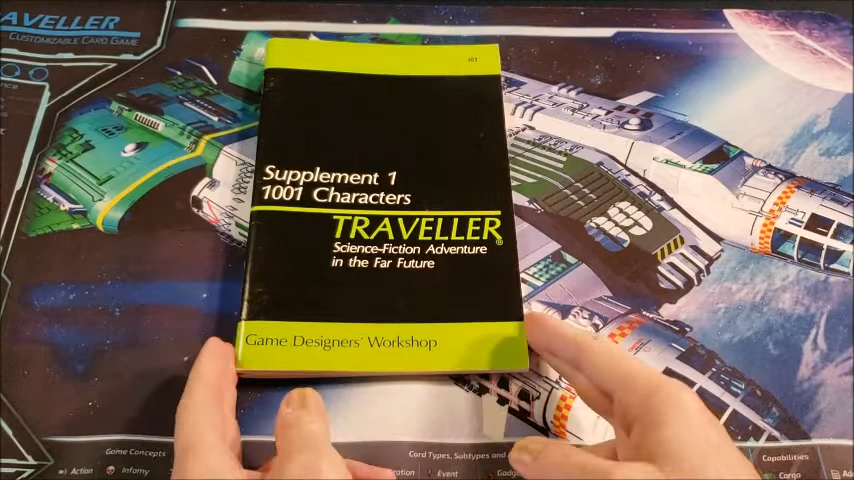 AVELLER
CUSTOMIZABLE CARD GAME
Supplement 1
1001 Characters
TRAVELLER®
Science-Fiction Adventure
in the Far Future
Game Designers' Workshop
Game Concepts
Action
Infamy
Card Types, Subtypes and
Event
Capabilities
Cargo